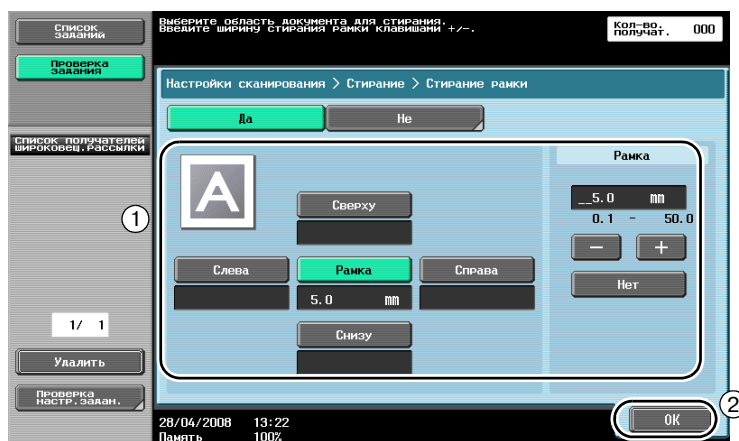 Список
заданий
Выберите область документа для стирания.
Введите ширину стирания рамки клавишами +/-.
Кол-во.
получат.
000
Проверка
задания
Настройки сканирования > Стирание > Стирание рамки
Да
Не
Список получателей
широковещ.рассылки
A
Рамка
Сверху
__5.0 mm
0.1 - 50.0
− +
1
Слева
Рамка
Справа
Нет
5.0 mm
Снизу
1/ 1
Удалить
Проверка
настр.задан.
2
OK
28/04/2008 13:22
Память 100%